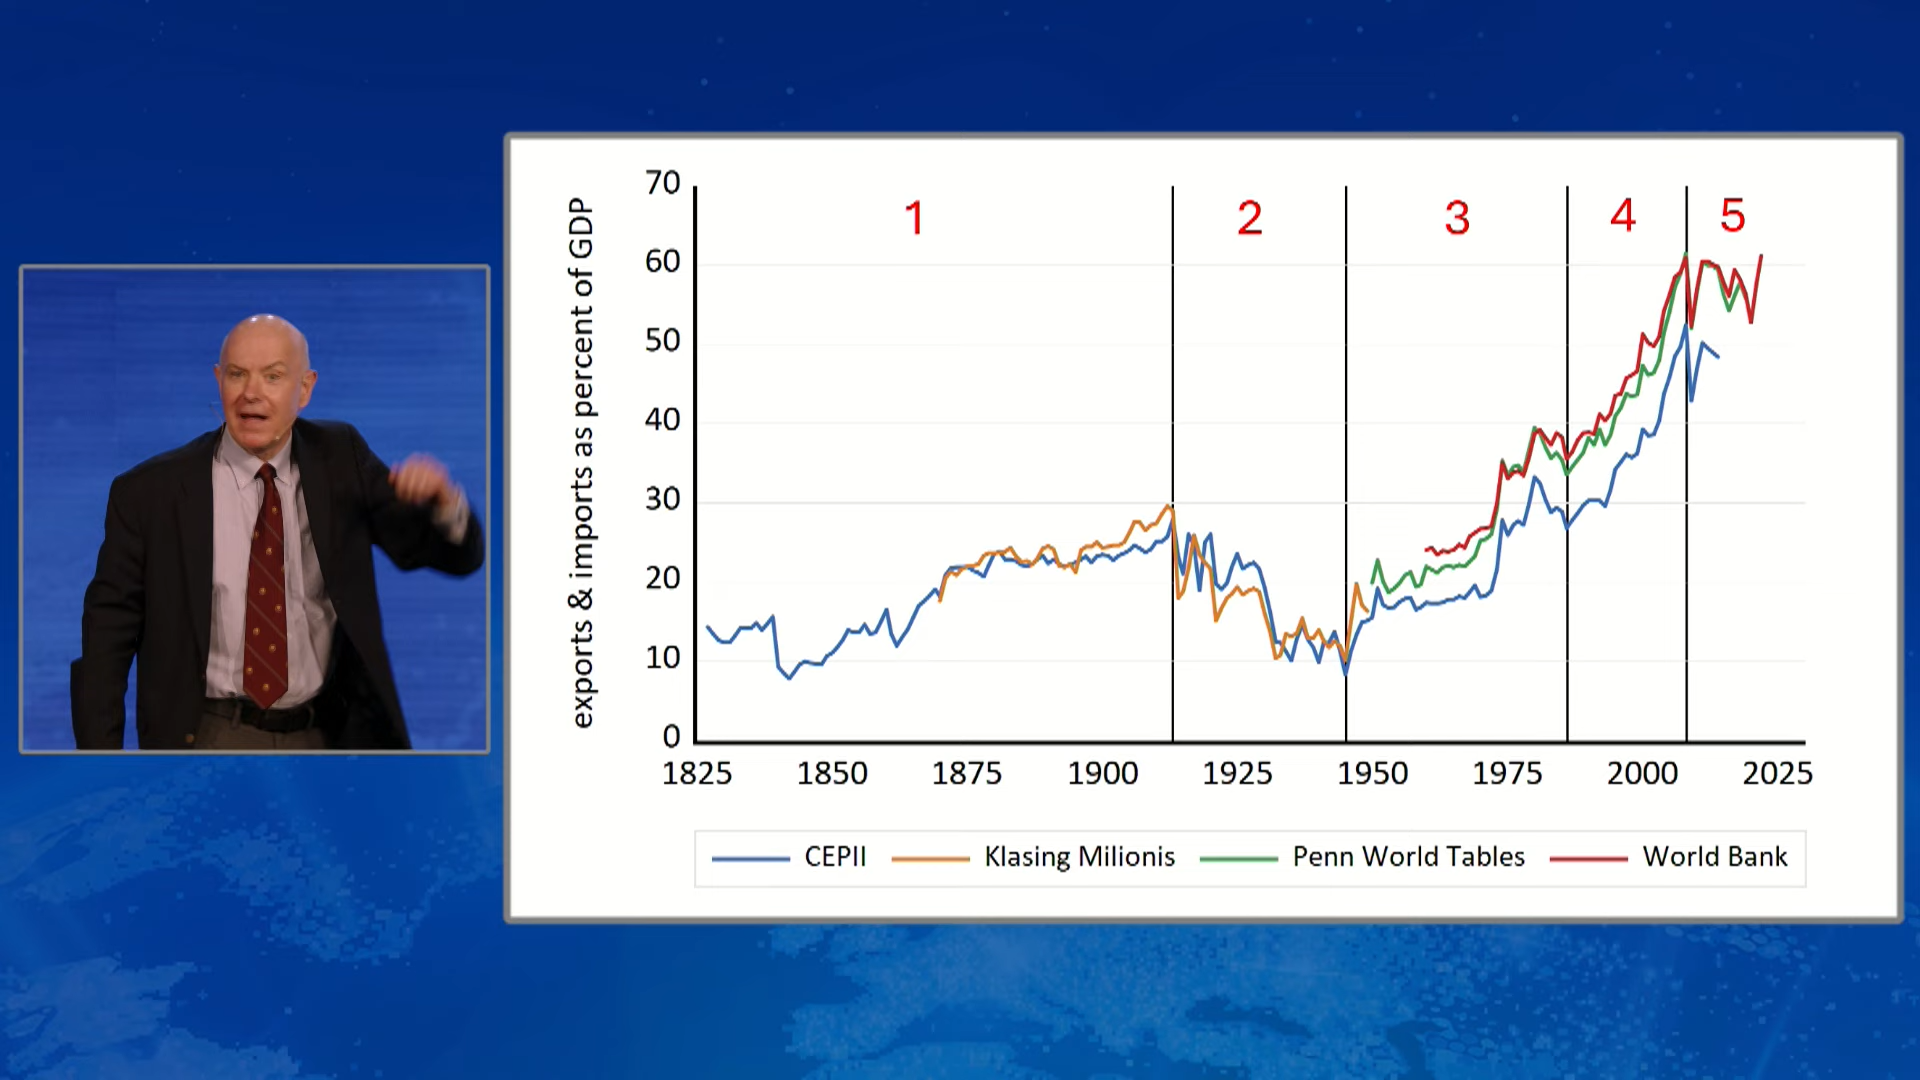 1 2 3 4 5
exports & imports as percent of GDP
70
60
50
40
30
20
10
0
1825 1850 1875 1900 1925 1950 1975 2000 2025
CEPII Klasing Milionis Penn World Tables World Bank